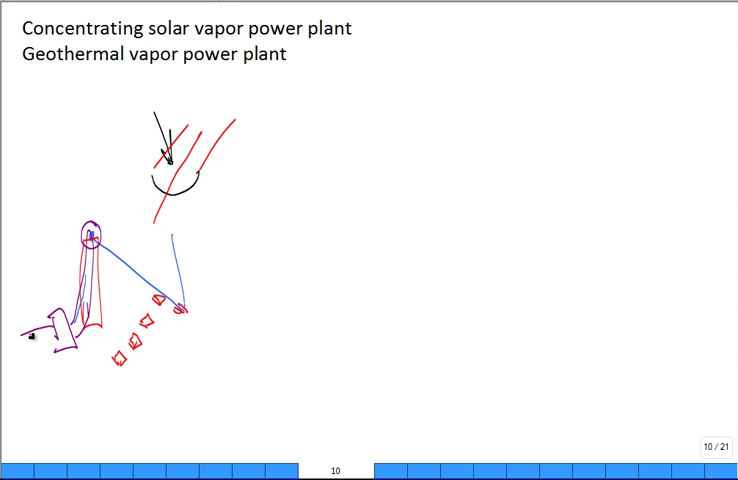 Concentrating solar vapor power plant
Geothermal vapor power plant
10 / 21
10